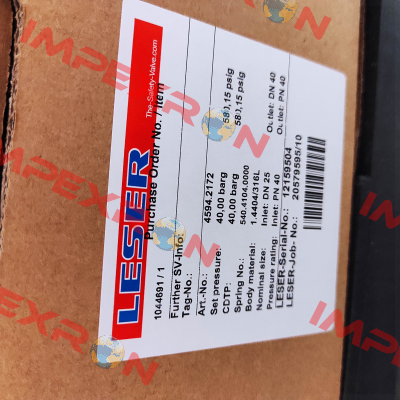 LESER
The-Safety-Valve.com
Purchase Order No. / Item
1044691 / 1
Further SV-Info:
Tag-No.:
Art.-No.: 4594.2172
Set pressure: 40,00 barg 580,15 psig
CDTP: 40,00 barg 580,15 psig
Spring No.: 540.4104.0000
Body material: 1.4404/316L
Nominal size: Inlet: DN 25 Outlet: DN 40
Pressure rating: Inlet: PN 40 Outlet: PN 40
LESER-Serial-No.: 12159504
LESER-Job- No.: 20579595/10
IMPEXRON
IMPEXRON
IMPEXRON
IMPEXRON
IMPEXRON